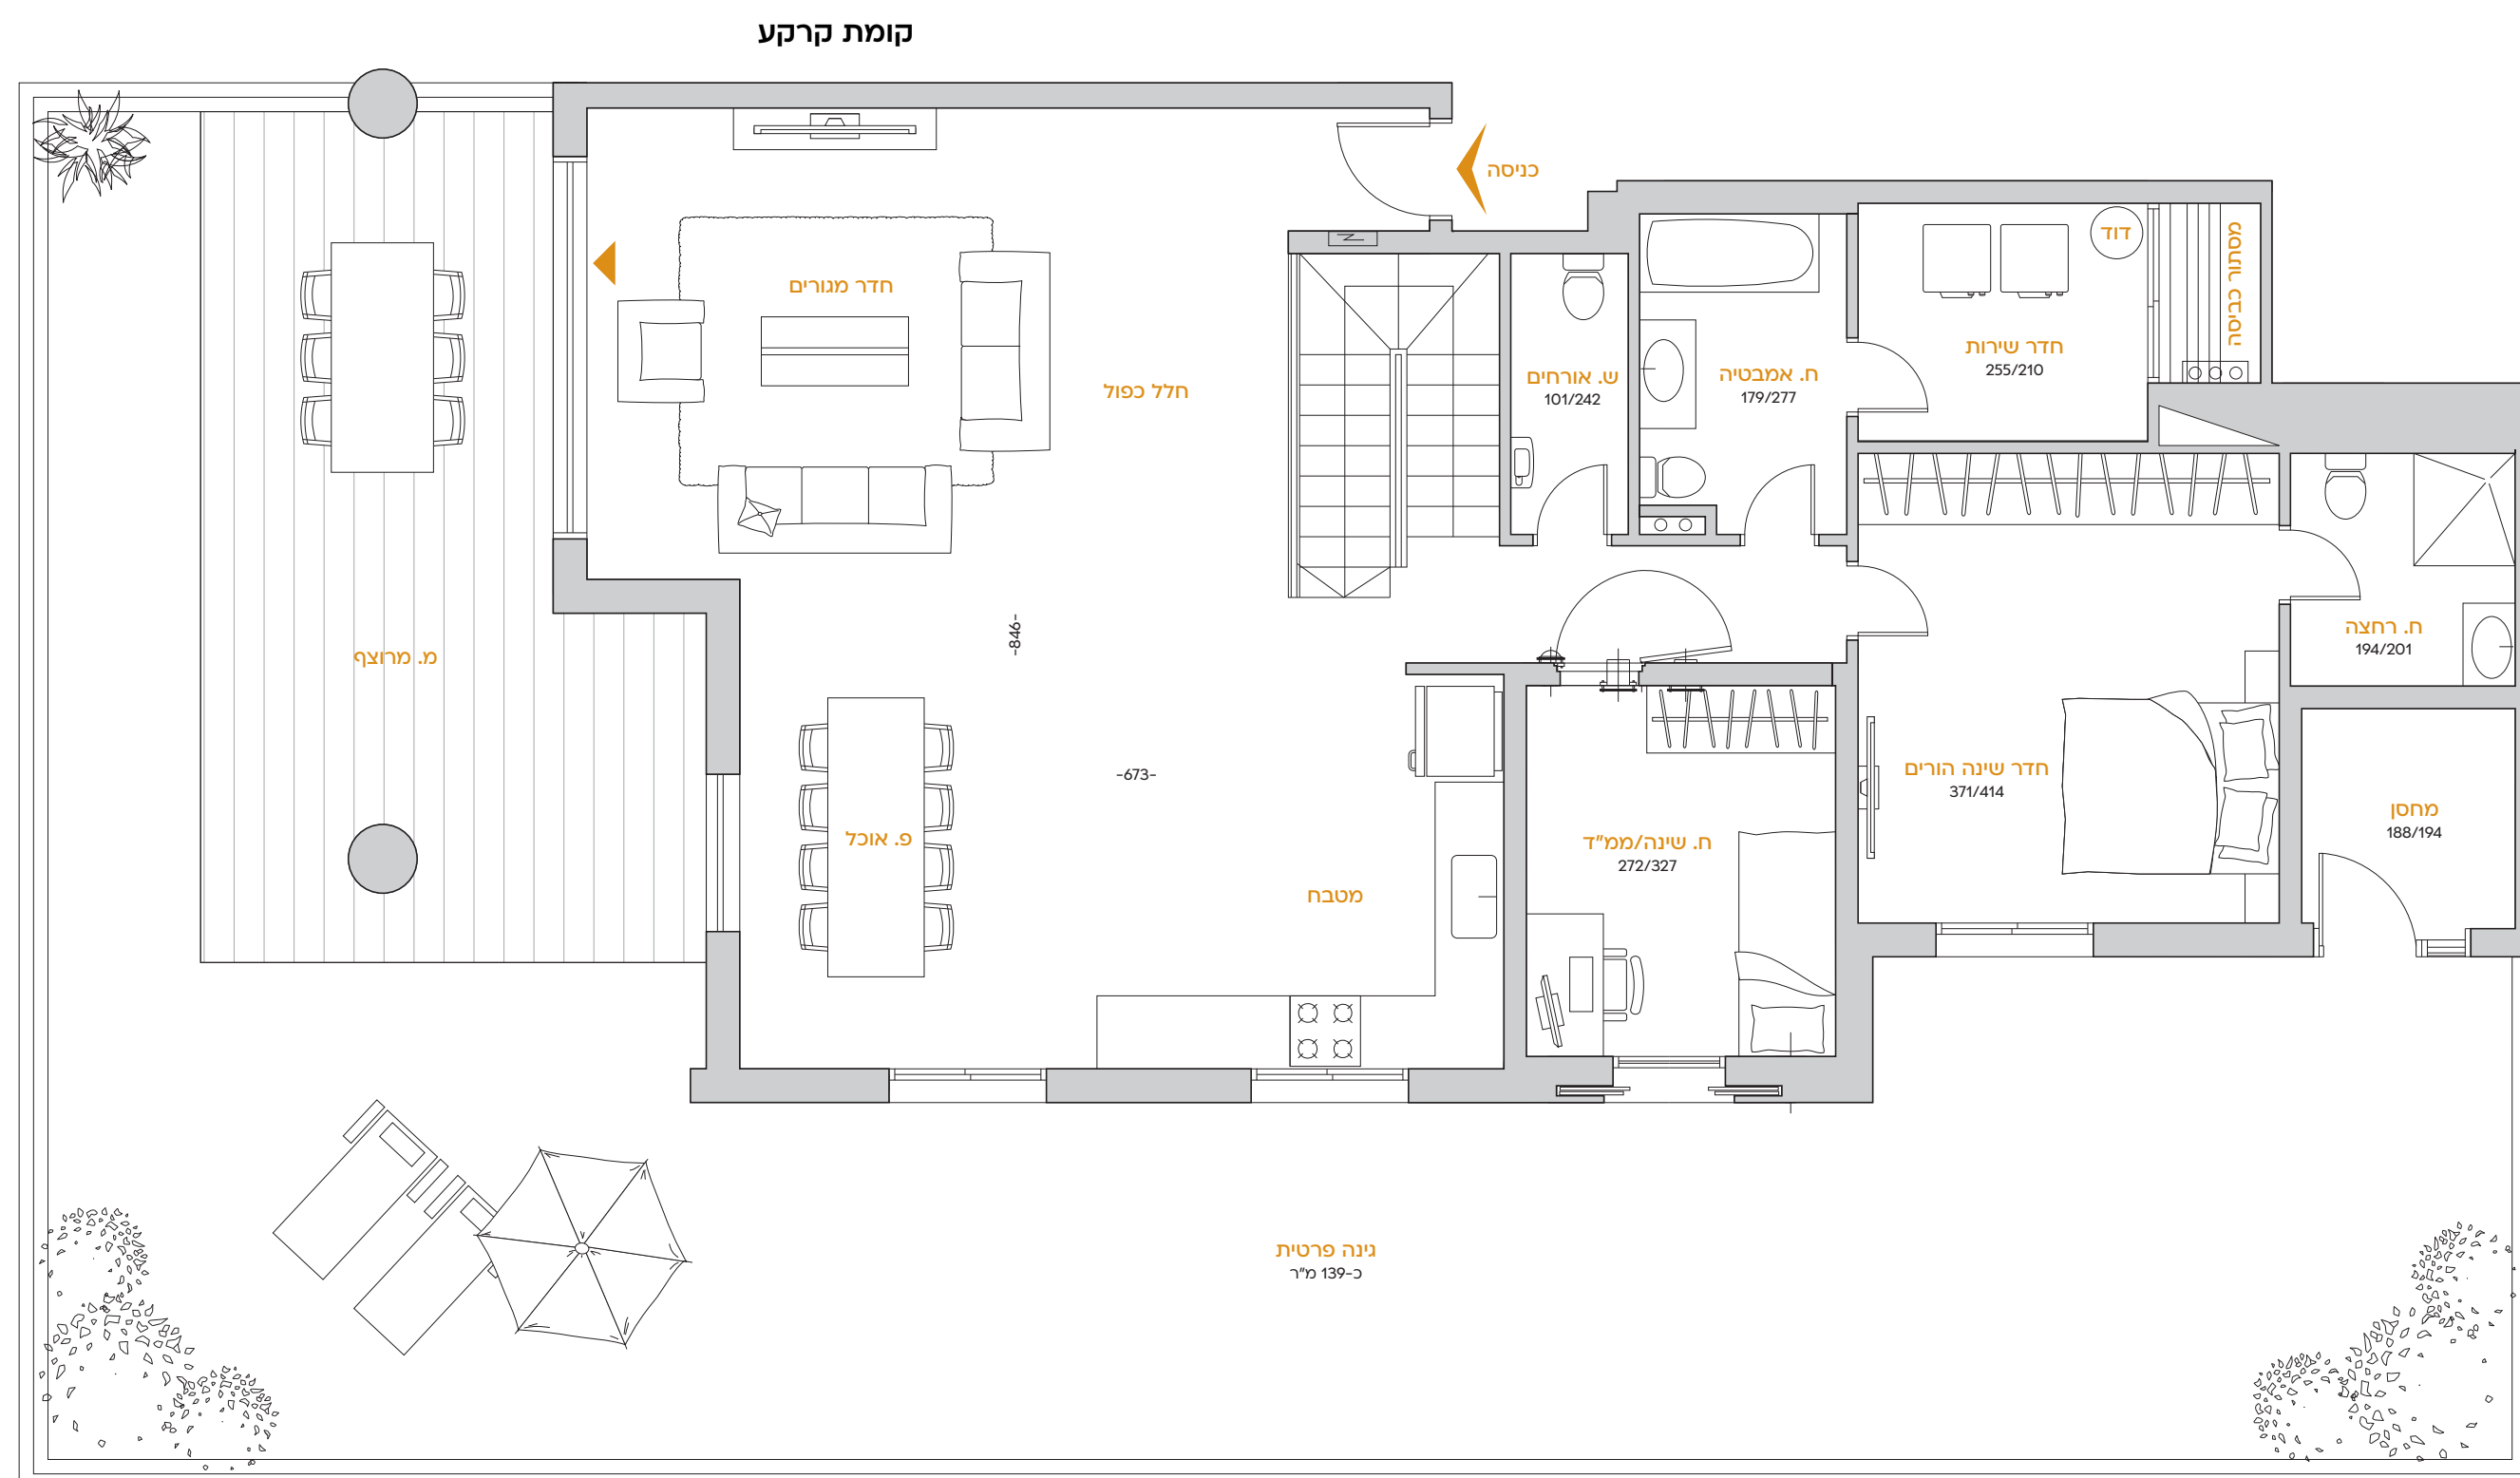 קומת קרקע
כניסה
דוד
מסתור כביסה
חדר מגורים
חלל כפול
חדר שירות
255/210
ש. אורחים
101/242
ח. אמבטיה
179/277
מ. מרוצף
-846-
ח. רחצה
194/201
-673-
חדר שינה הורים
371/414
פ. אוכל
מטבח
ח. שינה/ממ"ד
272/327
מחסן
188/194
גינה פרטית
כ-139 מ"ר